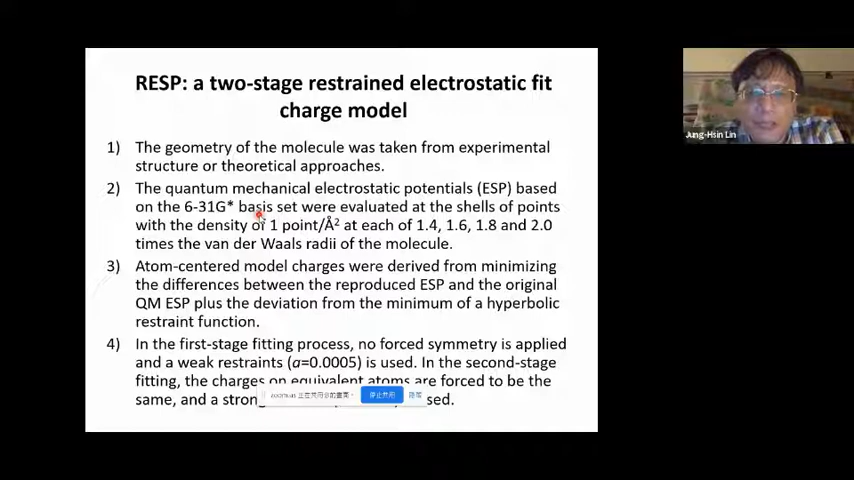 RESP: a two-stage restrained electrostatic fit
charge model
1) The geometry of the molecule was taken from experimental
structure or theoretical approaches.
2) The quantum mechanical electrostatic potentials (ESP) based
on the 6-31G* basis set were evaluated at the shells of points
with the density of 1 point/Å² at each of 1.4, 1.6, 1.8 and 2.0
times the van der Waals radii of the molecule.
3) Atom-centered model charges were derived from minimizing
the differences between the reproduced ESP and the original
QM ESP plus the deviation from the minimum of a hyperbolic
restraint function.
4) In the first-stage fitting process, no forced symmetry is applied
and a weak restraints (a=0.0005) is used. In the second-stage
fitting, the charges on equivalent atoms are forced to be the
same, and a strong sed.
停止共用
Jung-Hsin Lin